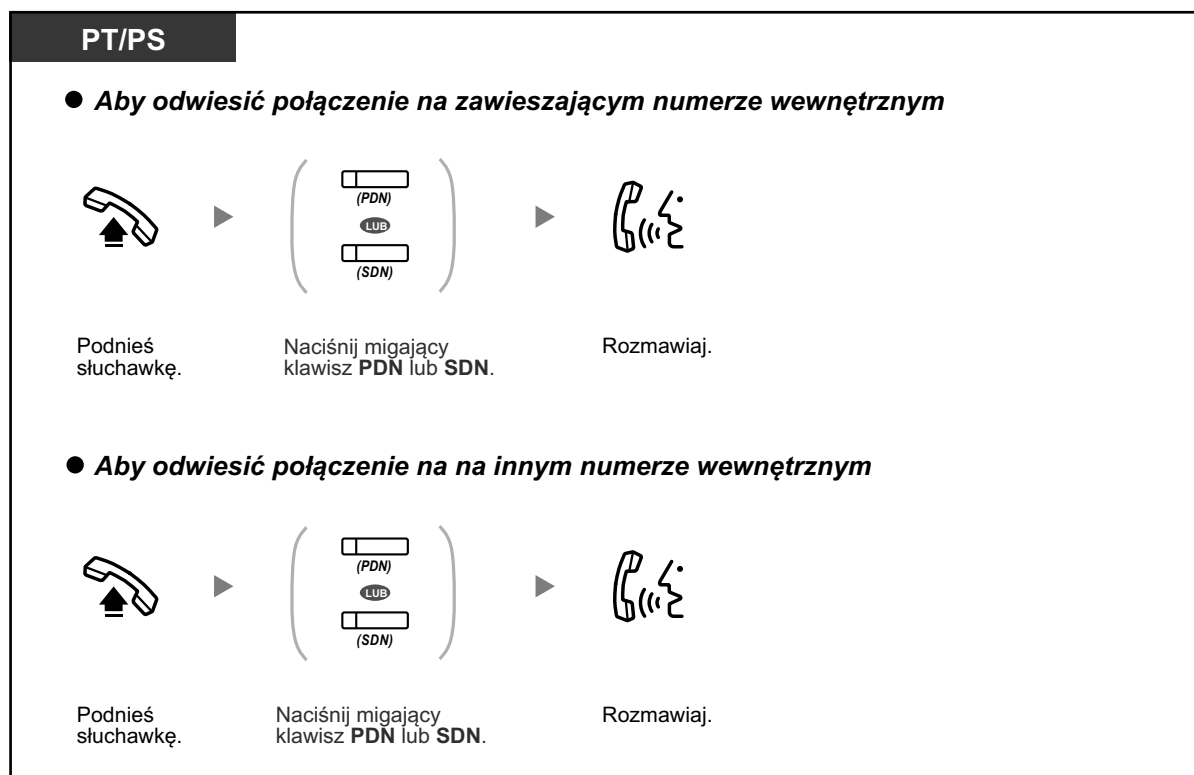 PT/PS
● Aby odwiesić połączenie na zawieszającym numerze wewnętrznym
(PDN)
LUB
(SDN)
Podnieś
słuchawkę.
Naciśnij migający
klawisz PDN lub SDN.
Rozmawiaj.
● Aby odwiesić połączenie na na innym numerze wewnętrznym
(PDN)
LUB
(SDN)
Podnieś
słuchawkę.
Naciśnij migający
klawisz PDN lub SDN.
Rozmawiaj.